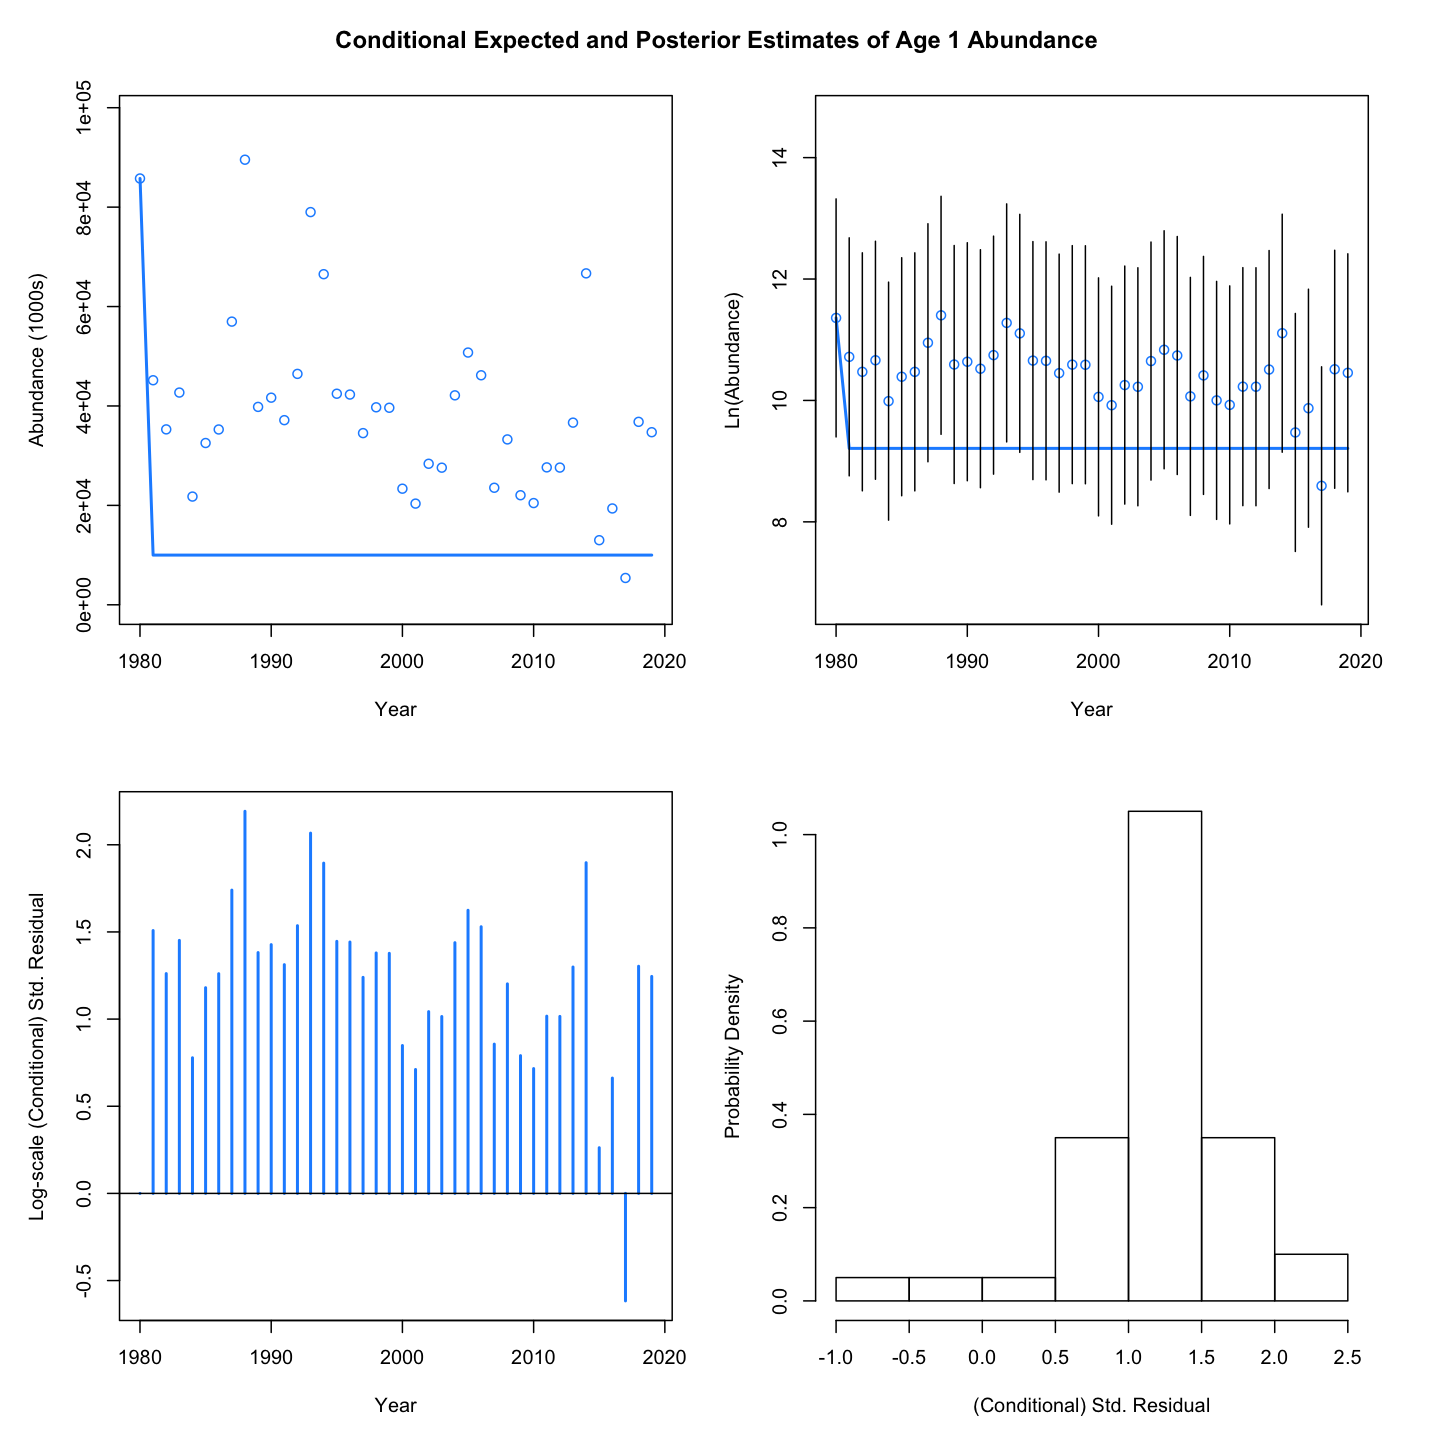 Conditional Expected and Posterior Estimates of Age 1 Abundance
Abundance (1000s)
1e+05
8e+04
6e+04
4e+04
2e+04
0e+00
1980 1990 2000 2010 2020
Year
Ln(Abundance)
14
12
10
8
1980 1990 2000 2010 2020
Year
Log-scale (Conditional) Std. Residual
2.0
1.5
1.0
0.5
0.0
-0.5
1980 1990 2000 2010 2020
Year
Probability Density
1.0
0.8
0.6
0.4
0.2
0.0
-1.0 -0.5 0.0 0.5 1.0 1.5 2.0 2.5
(Conditional) Std. Residual